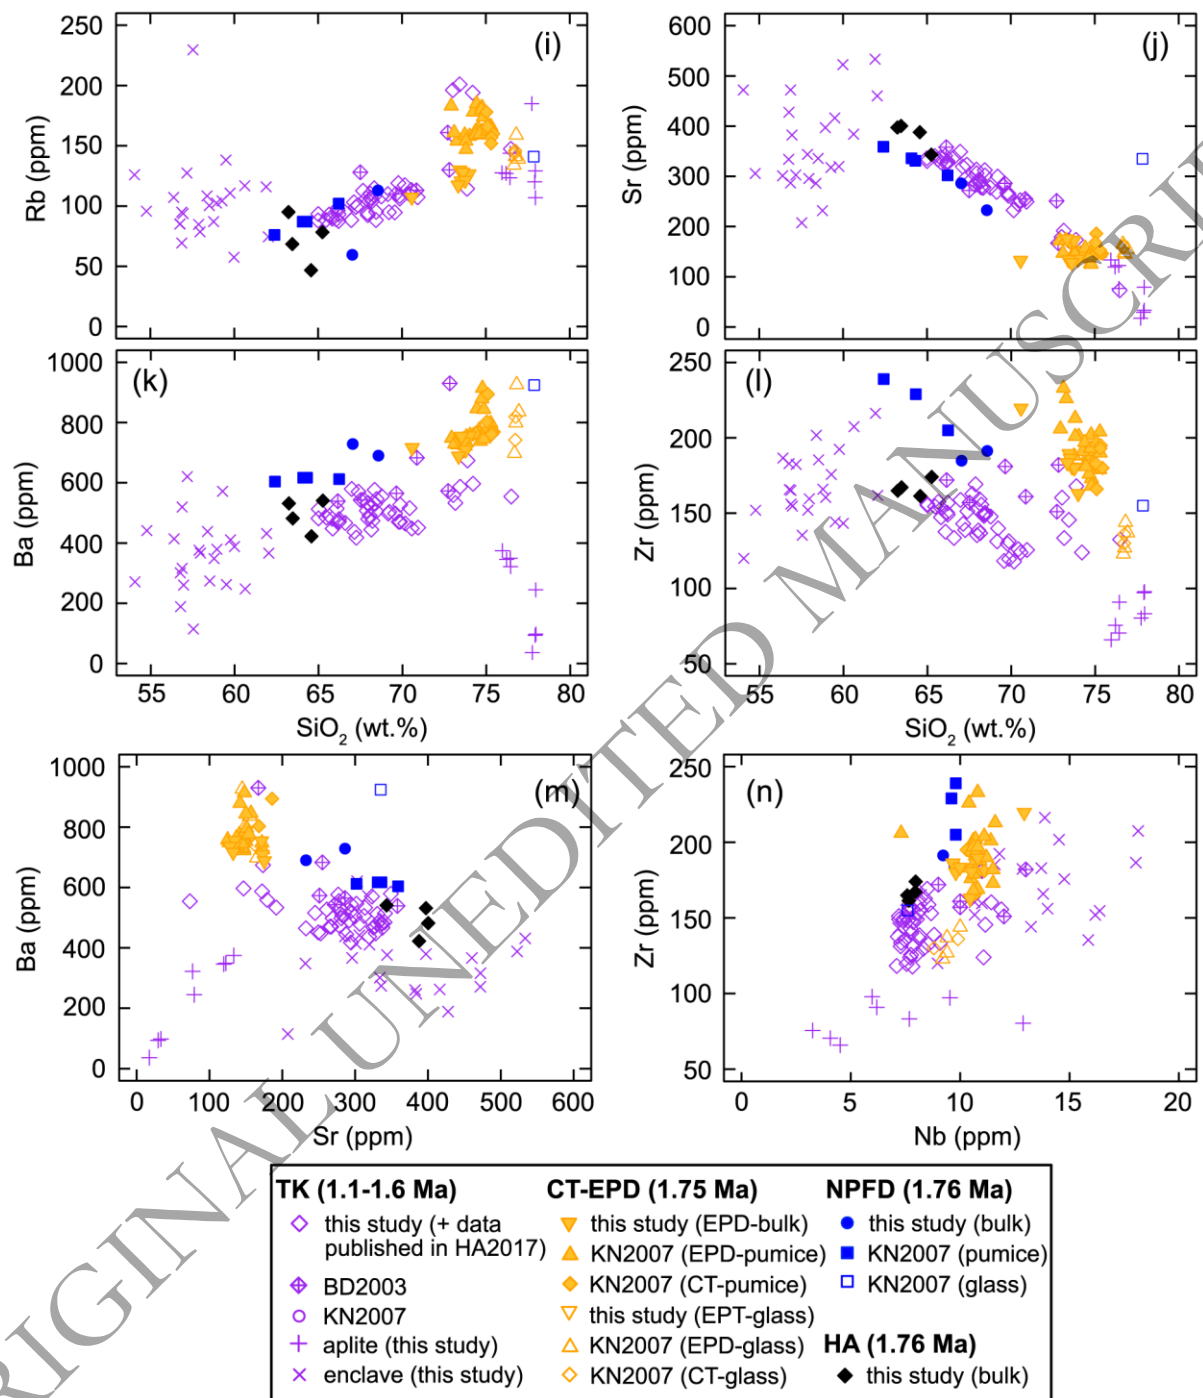 (i)
Rb (ppm)
250
200
150
100
50
0
(j)
Sr (ppm)
600
500
400
300
200
100
0
(k)
Ba (ppm)
1000
800
600
400
200
0
55 60 65 70 75 80
SiO2 (wt.%)
(l)
Zr (ppm)
250
200
150
100
50
55 60 65 70 75 80
SiO2 (wt.%)
(m)
Ba (ppm)
1000
800
600
400
200
0
0 100 200 300 400 500 600
Sr (ppm)
(n)
Zr (ppm)
250
200
150
100
50
0 5 10 15 20
Nb (ppm)
TK (1.1-1.6 Ma)
this study (+ data
published in HA2017)
BD2003
KN2007
aplite (this study)
enclave (this study)
CT-EPD (1.75 Ma)
this study (EPD-bulk)
KN2007 (EPD-pumice)
KN2007 (CT-pumice)
this study (EPT-glass)
KN2007 (EPD-glass)
KN2007 (CT-glass)
NPFD (1.76 Ma)
this study (bulk)
KN2007 (pumice)
KN2007 (glass)
HA (1.76 Ma)
this study (bulk)
RIGINAL UNEDITED MANUSCRI